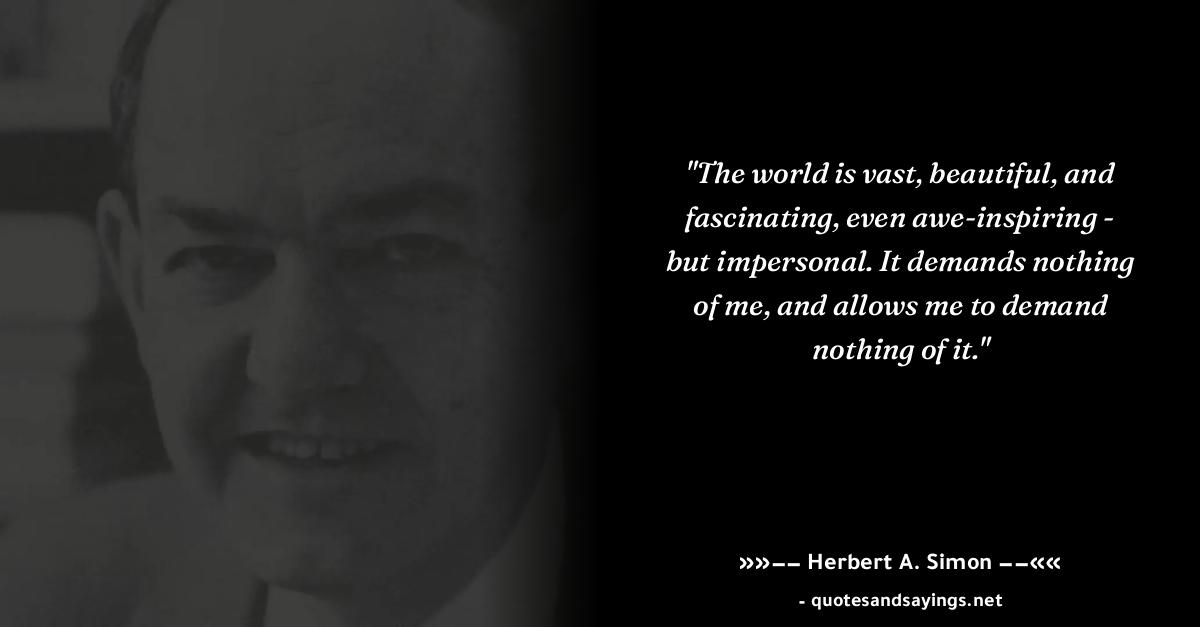 "The world is vast, beautiful, and
fascinating, even awe-inspiring -
but impersonal. It demands nothing
of me, and allows me to demand
nothing of it."
»»−− Herbert A. Simon −−««
- quotesandsayings.net